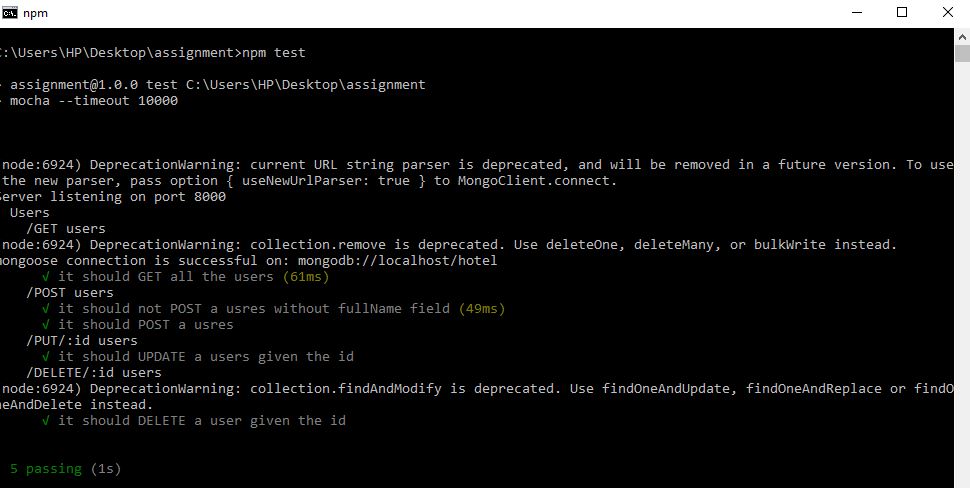 npm
C:\Users\HP\Desktop\assignment>npm test
> assignment@1.0.0 test C:\Users\HP\Desktop\assignment
> mocha --timeout 10000
node:6924) DeprecationWarning: current URL string parser is deprecated, and will be removed in a future version. To use
the new parser, pass option { useNewUrlParser: true } to MongoClient.connect.
Server listening on port 8000
Users
/GET users
node:6924) DeprecationWarning: collection.remove is deprecated. Use deleteOne, deleteMany, or bulkWrite instead.
mongoose connection is successful on: mongodb://localhost/hotel
√ it should GET all the users (61ms)
/POST users
√ it should not POST a usres without fullName field (49ms)
√ it should POST a usres
/PUT/:id users
√ it should UPDATE a users given the id
/DELETE/:id users
node:6924) DeprecationWarning: collection.findAndModify is deprecated. Use findOneAndUpdate, findOneAndReplace or findO
neAndDelete instead.
√ it should DELETE a user given the id
5 passing (1s)